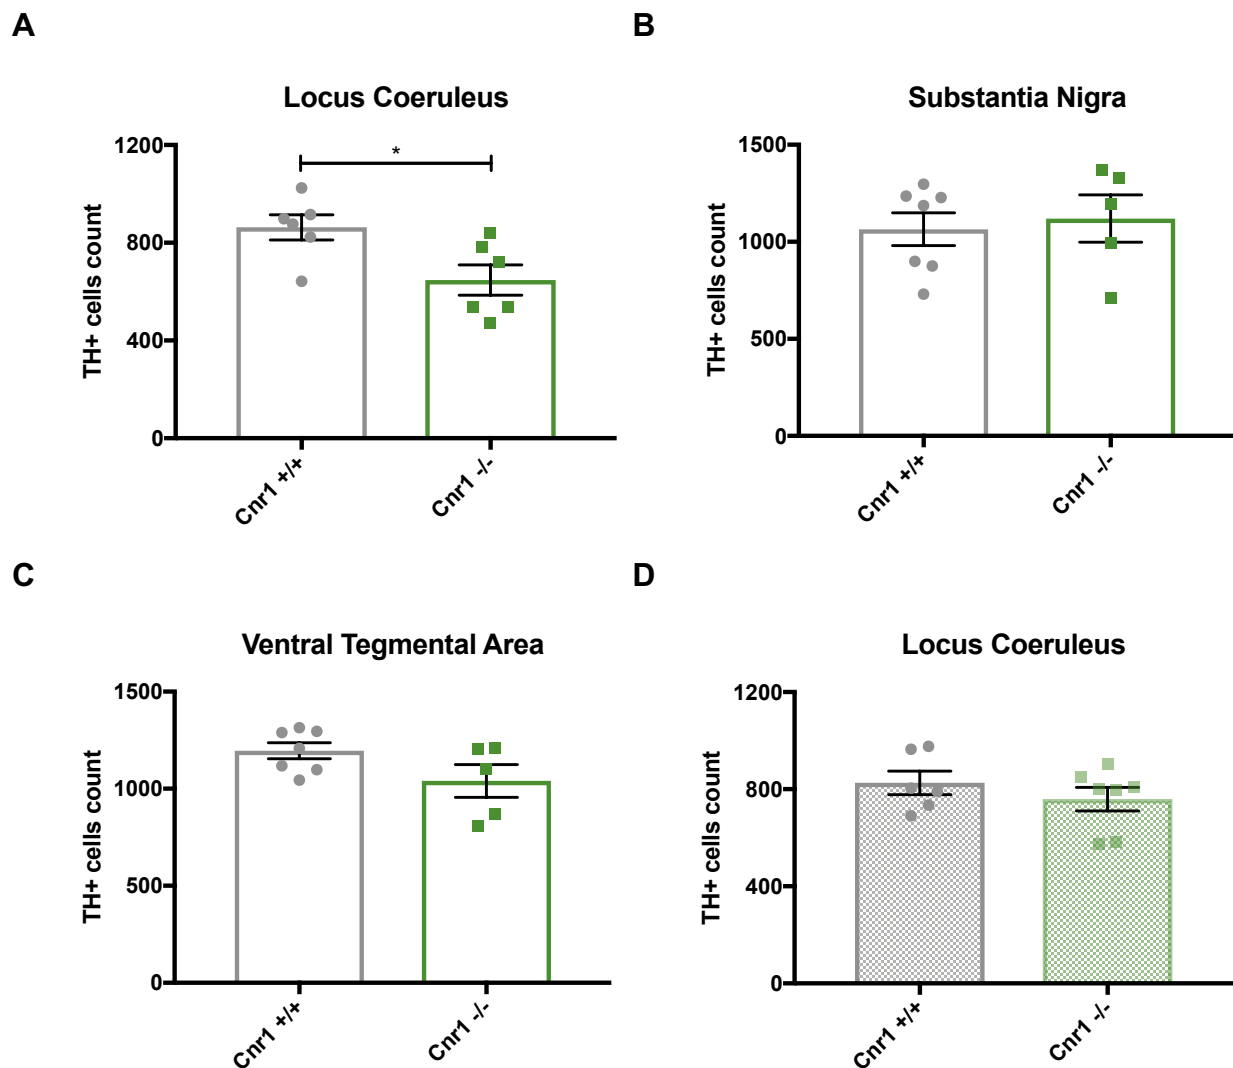 A
Locus Coeruleus
1200
800
400
0
TH+ cells count
*
Cnr1 +/+
Cnr1 -/-
B
Substantia Nigra
1500
1000
500
0
TH+ cells count
Cnr1 +/+
Cnr1 -/-
C
Ventral Tegmental Area
1500
1000
500
0
TH+ cells count
Cnr1 +/+
Cnr1 -/-
D
Locus Coeruleus
1200
800
400
0
TH+ cells count
Cnr1 +/+
Cnr1 -/-